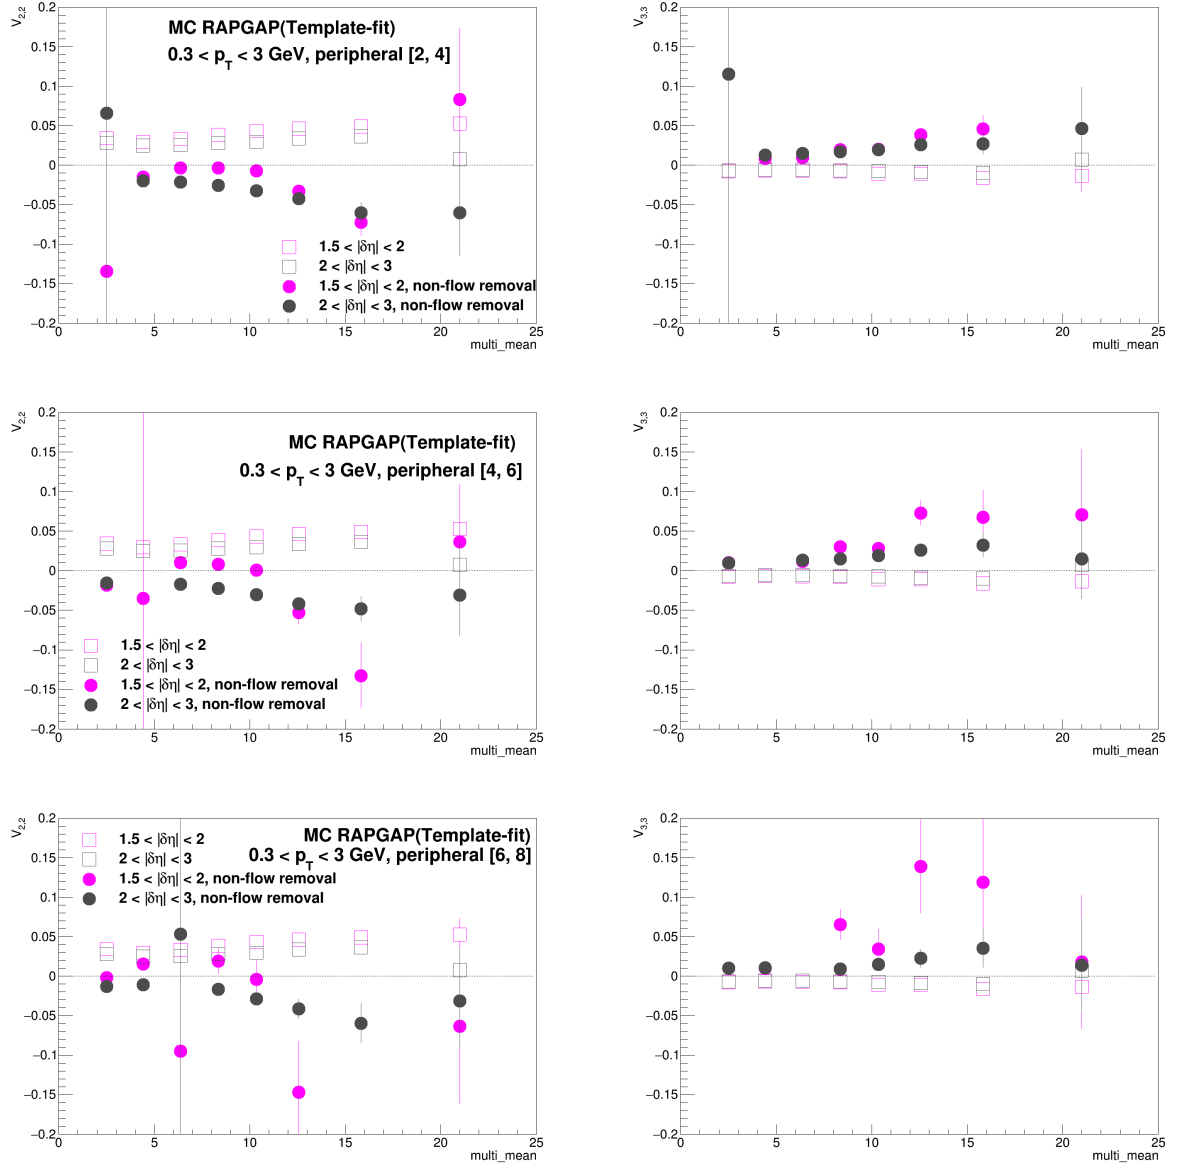 V2,2
0.2
0.15
0.1
0.05
0
−0.05
−0.1
−0.15
−0.2
MC RAPGAP(Template-fit)
0.3 < pT < 3 GeV, peripheral [2, 4]
1.5 < |δη| < 2
2 < |δη| < 3
1.5 < |δη| < 2, non-flow removal
2 < |δη| < 3, non-flow removal
0 5 10 15 20 25
multi_mean
V3,3
0.2
0.15
0.1
0.05
0
−0.05
−0.1
−0.15
−0.2
0 5 10 15 20 25
multi_mean
V2,2
0.2
0.15
0.1
0.05
0
−0.05
−0.1
−0.15
−0.2
MC RAPGAP(Template-fit)
0.3 < pT < 3 GeV, peripheral [4, 6]
1.5 < |δη| < 2
2 < |δη| < 3
1.5 < |δη| < 2, non-flow removal
2 < |δη| < 3, non-flow removal
0 5 10 15 20 25
multi_mean
V3,3
0.2
0.15
0.1
0.05
0
−0.05
−0.1
−0.15
−0.2
0 5 10 15 20 25
multi_mean
V2,2
0.2
0.15
0.1
0.05
0
−0.05
−0.1
−0.15
−0.2
MC RAPGAP(Template-fit)
0.3 < pT < 3 GeV, peripheral [6, 8]
1.5 < |δη| < 2
2 < |δη| < 3
1.5 < |δη| < 2, non-flow removal
2 < |δη| < 3, non-flow removal
0 5 10 15 20 25
multi_mean
V3,3
0.2
0.15
0.1
0.05
0
−0.05
−0.1
−0.15
−0.2
0 5 10 15 20 25
multi_mean